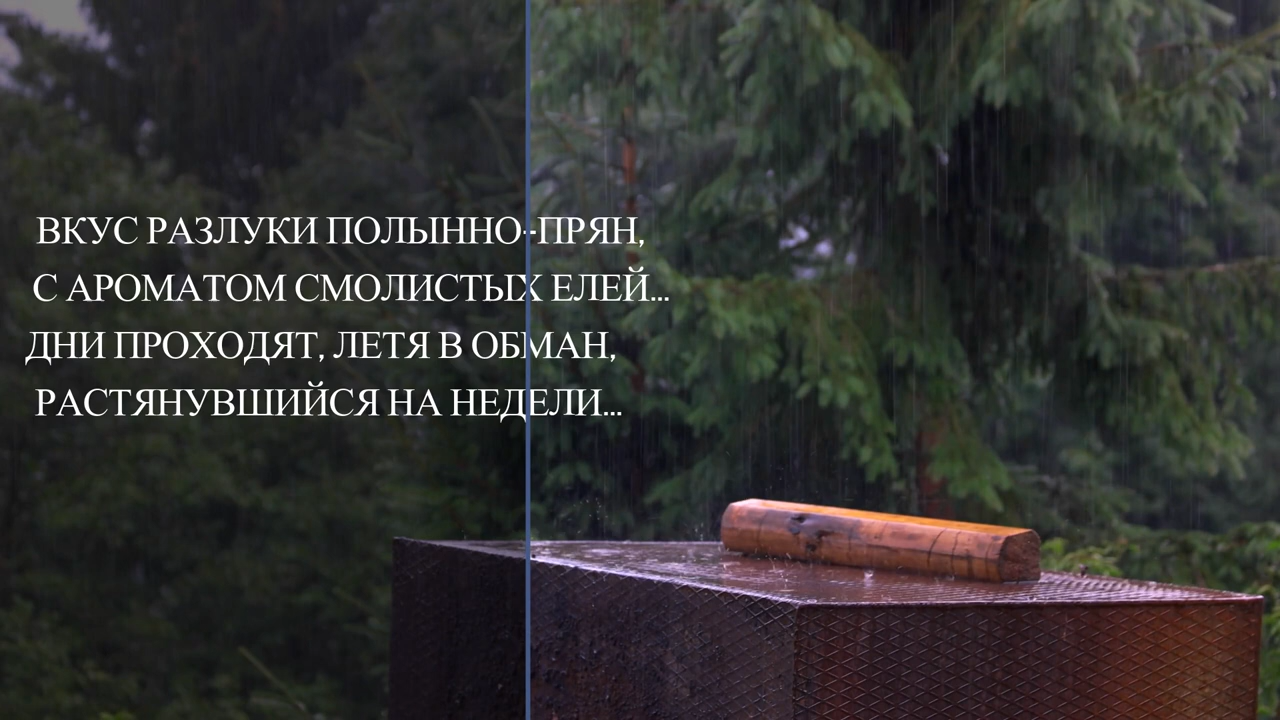 ВКУС РАЗЛУКИ ПОЛЫННО-ПРЯН,
С АРОМАТОМ СМОЛИСТЫХ ЕЛЕЙ...
ДНИ ПРОХОДЯТ, ЛЕТЯ В ОБМАН,
РАСТЯНУВШИЙСЯ НА НЕДЕЛИ...